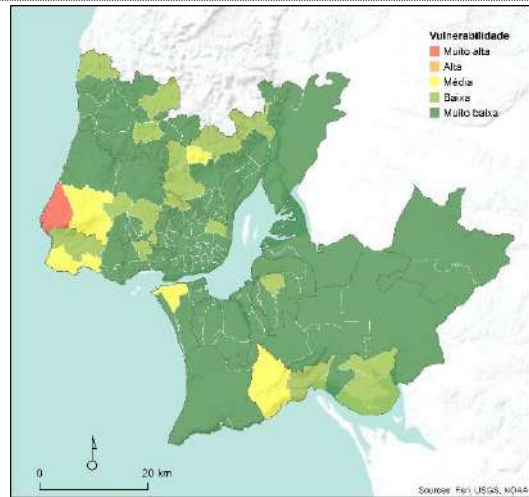 Vulnerabilidade
Muito alta
Alta
Média
Baixa
Muito baixa
0 20 km
Sources: Esri, USGS, NOAA